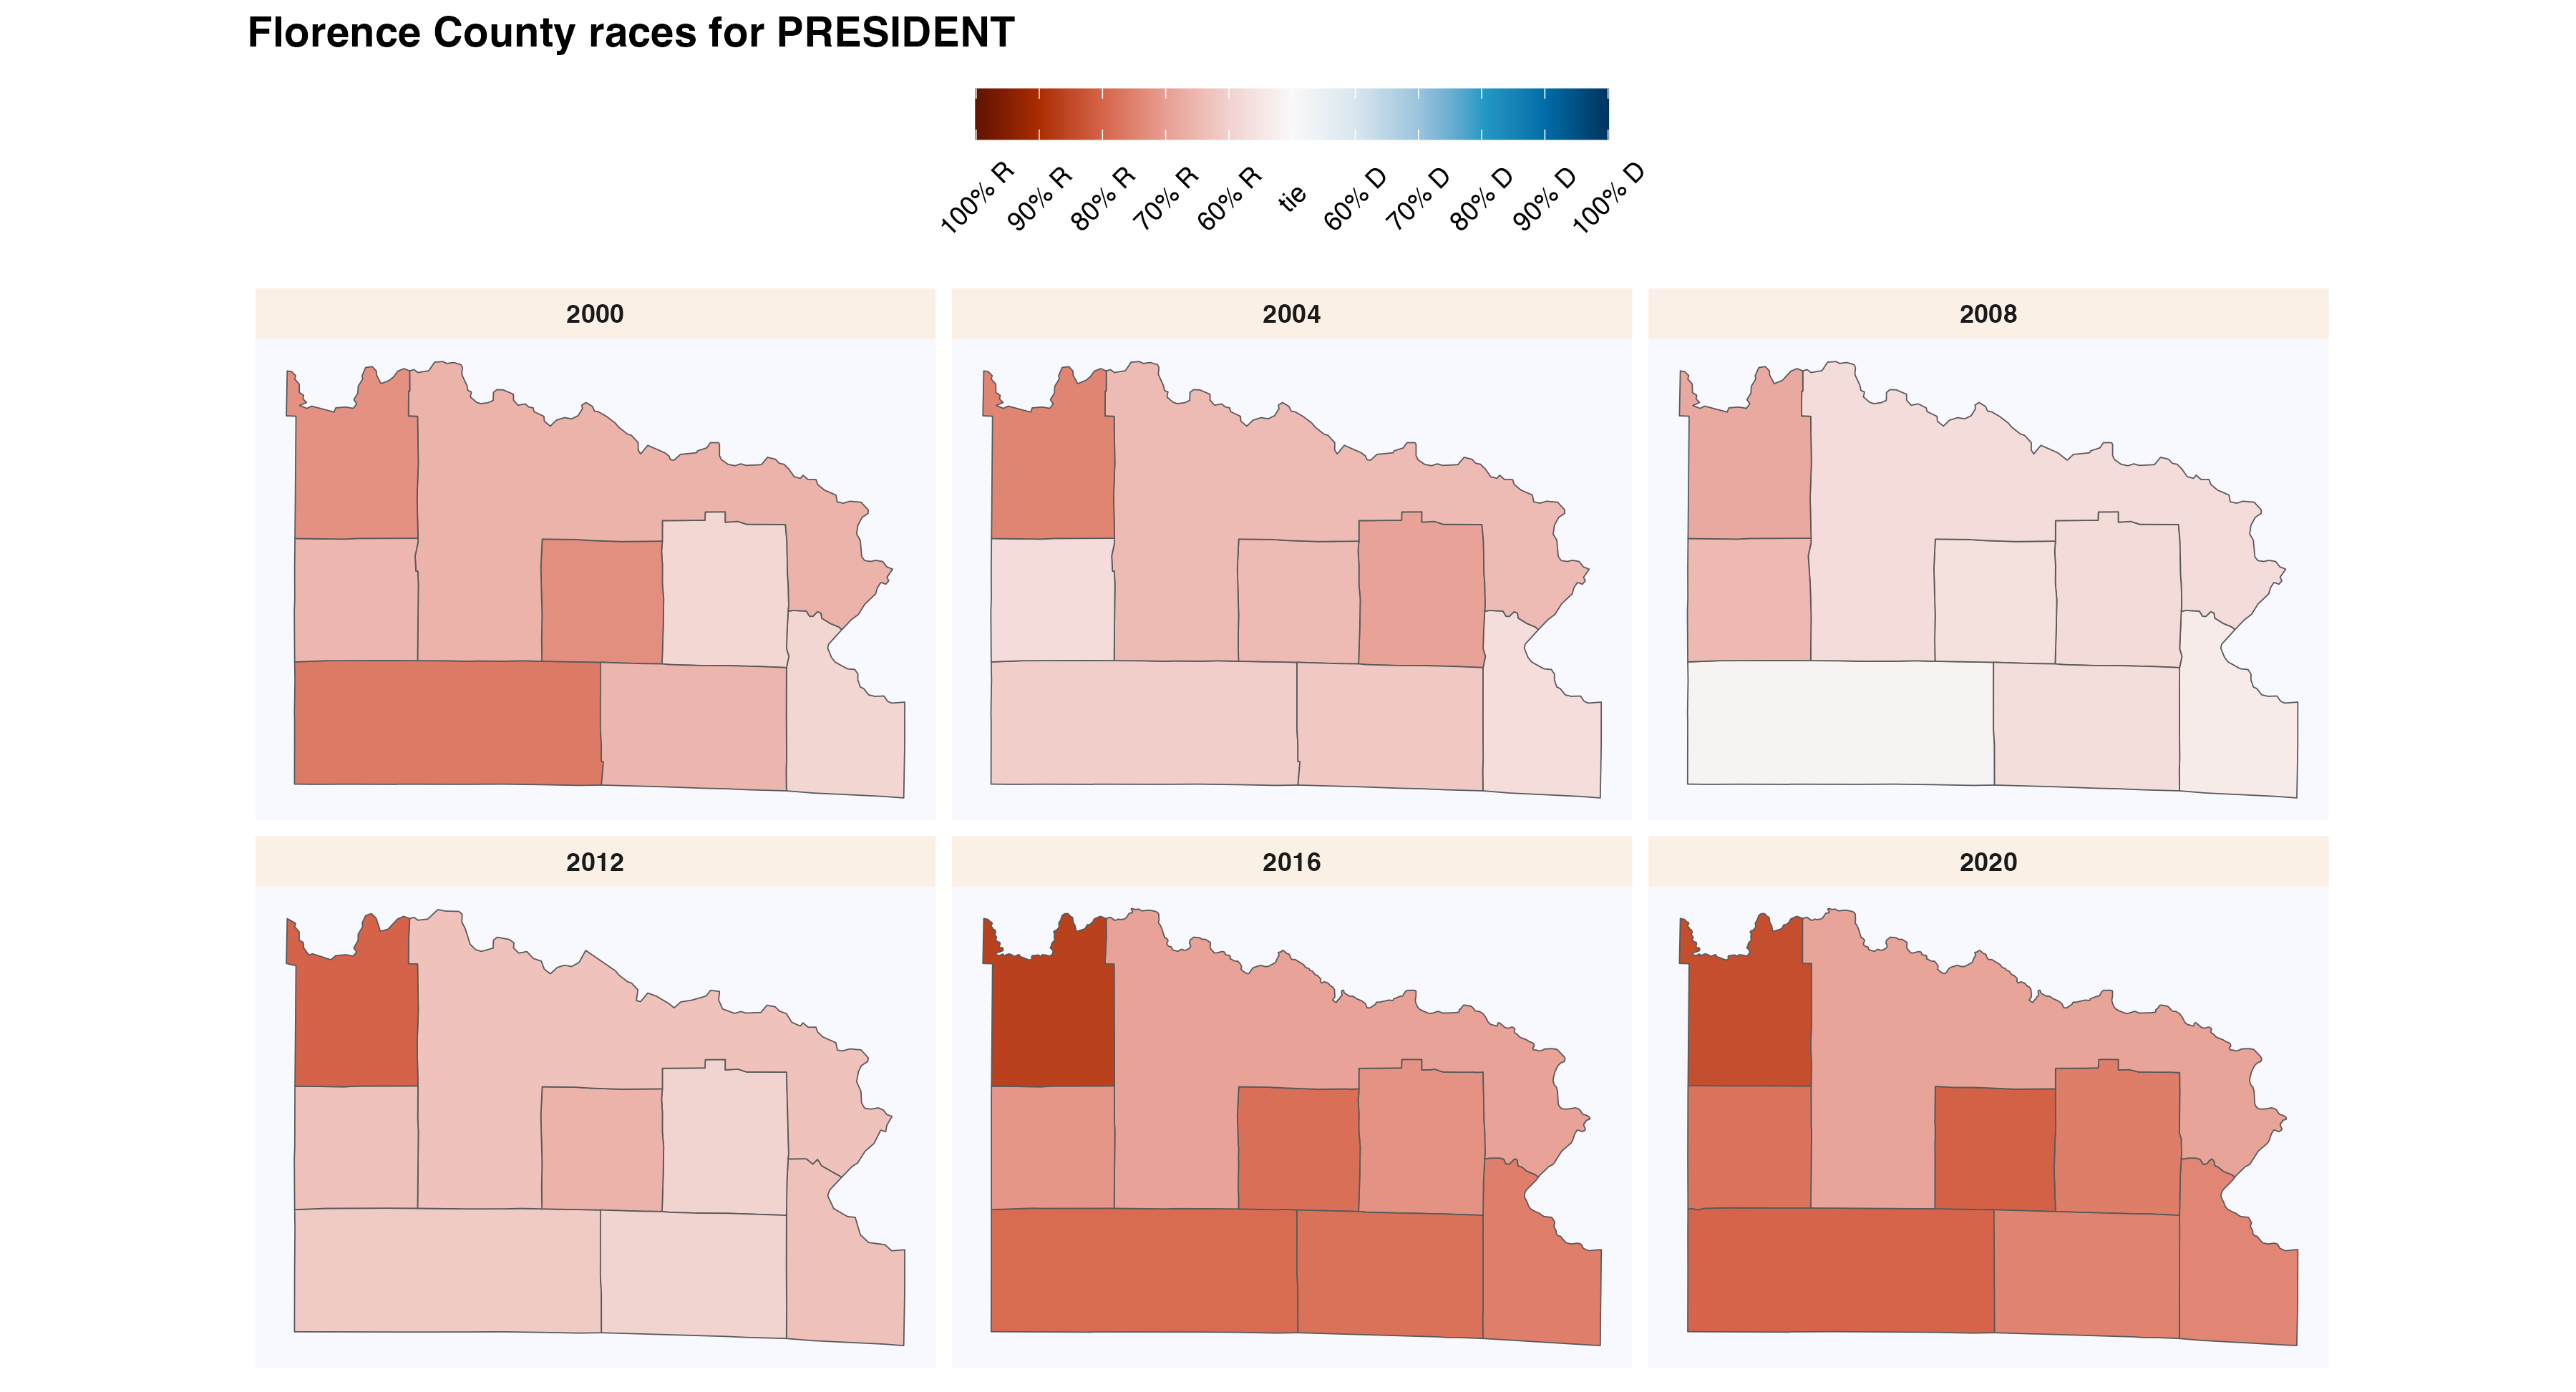 Florence County races for PRESIDENT
100% R 90% R 80% R 70% R 60% R tie 60% D 70% D 80% D 90% D 100% D
2000 2004 2008
2012 2016 2020